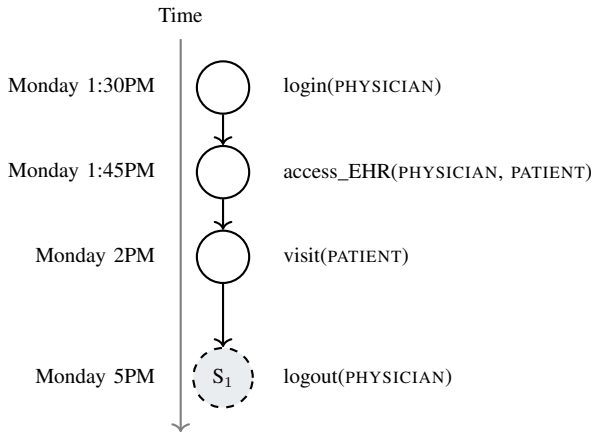 Time
Monday 1:30PM login(PHYSICIAN)
Monday 1:45PM access_EHR(PHYSICIAN, PATIENT)
Monday 2PM visit(PATIENT)
Monday 5PM S₁ logout(PHYSICIAN)